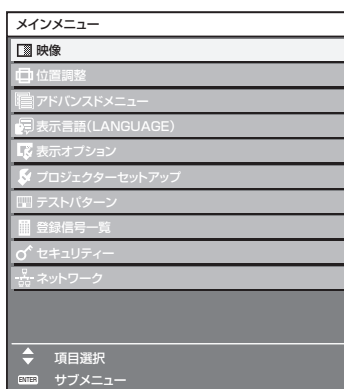 メインメニュー
映像
位置調整
アドバンスドメニュー
表示言語(LANGUAGE)
表示オプション
プロジェクターセットアップ
テストパターン
登録信号一覧
セキュリティー
ネットワーク
項目選択
ENTER サブメニュー